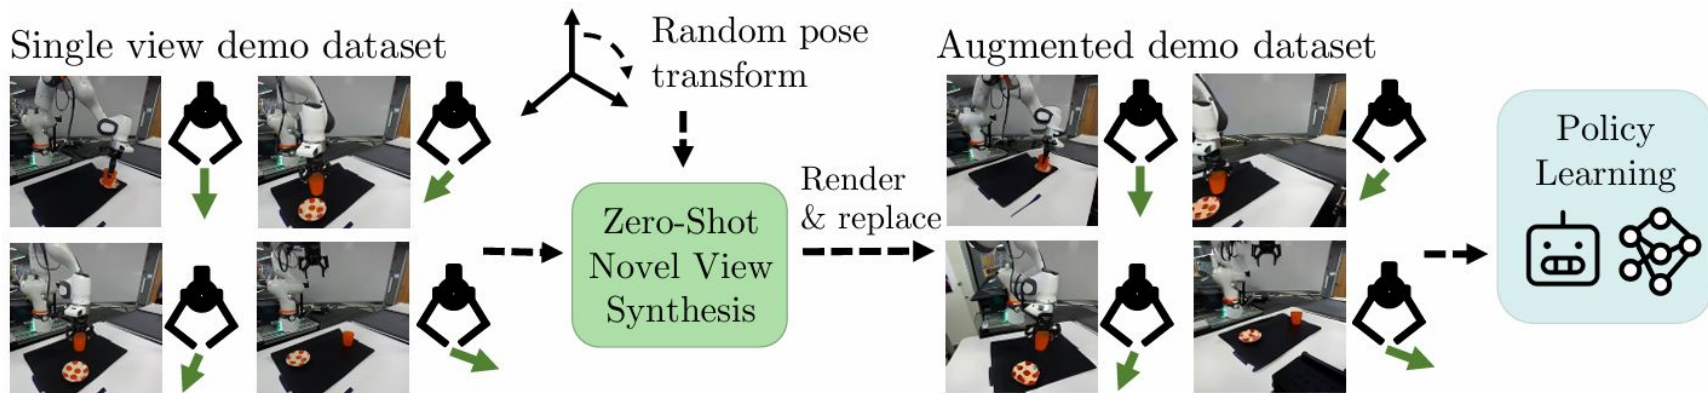 Single view demo dataset
Random pose
transform
Zero-Shot
Novel View
Synthesis
Render
& replace
Augmented demo dataset
Policy
Learning